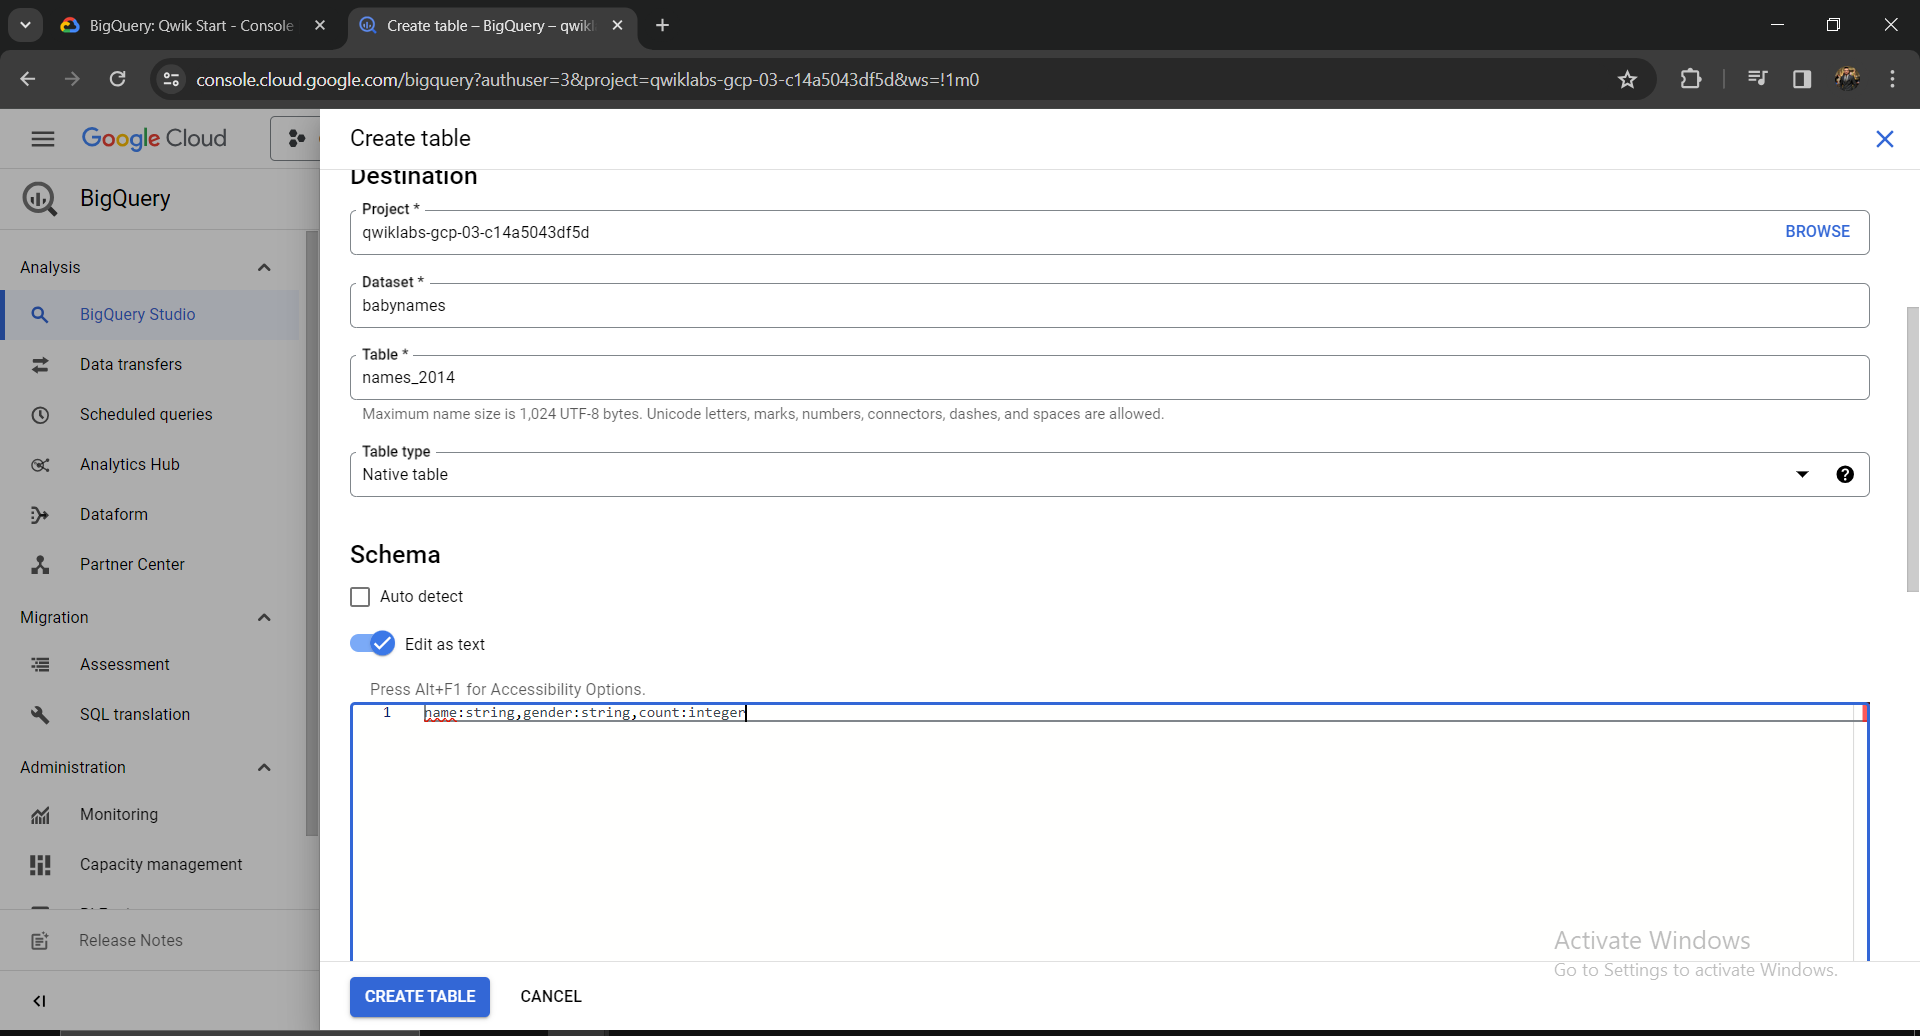 BigQuery: Qwik Start - Console
Create table – BigQuery – qwikl
console.cloud.google.com/bigquery?authuser=3&project=qwiklabs-gcp-03-c14a5043df5d&ws=!1m0
Google Cloud
BigQuery
Analysis
BigQuery Studio
Data transfers
Scheduled queries
Analytics Hub
Dataform
Partner Center
Migration
Assessment
SQL translation
Administration
Monitoring
Capacity management
Release Notes
Create table
Destination
Project *
qwiklabs-gcp-03-c14a5043df5d
BROWSE
Dataset *
babynames
Table *
names_2014
Maximum name size is 1,024 UTF-8 bytes. Unicode letters, marks, numbers, connectors, dashes, and spaces are allowed.
Table type
Native table
Schema
Auto detect
Edit as text
Press Alt+F1 for Accessibility Options.
1 name:string,gender:string,count:integer
Activate Windows
Go to Settings to activate Windows.
CREATE TABLE
CANCEL